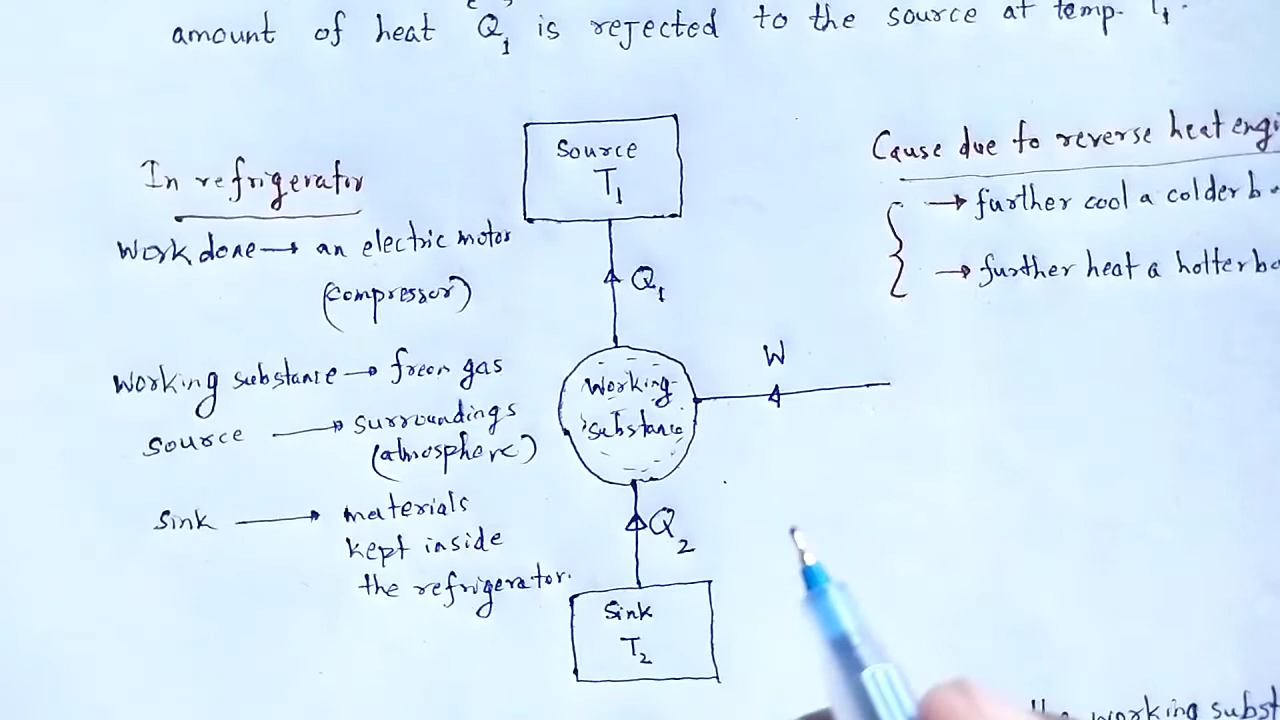 amount of heat Q1 is rejected to the source at temp. T1.
In refrigerator
Work done → an electric motor
(compressor)
Working substance → freon gas
source → surroundings
(atmosphere)
Sink → materials
kept inside
the refrigerator.
Source
T1
Q1
Working
substance
W
Q2
Sink
T2
Cause due to reverse heat engi
→ further cool a colder b
→ further heat a hotter bo
working subst